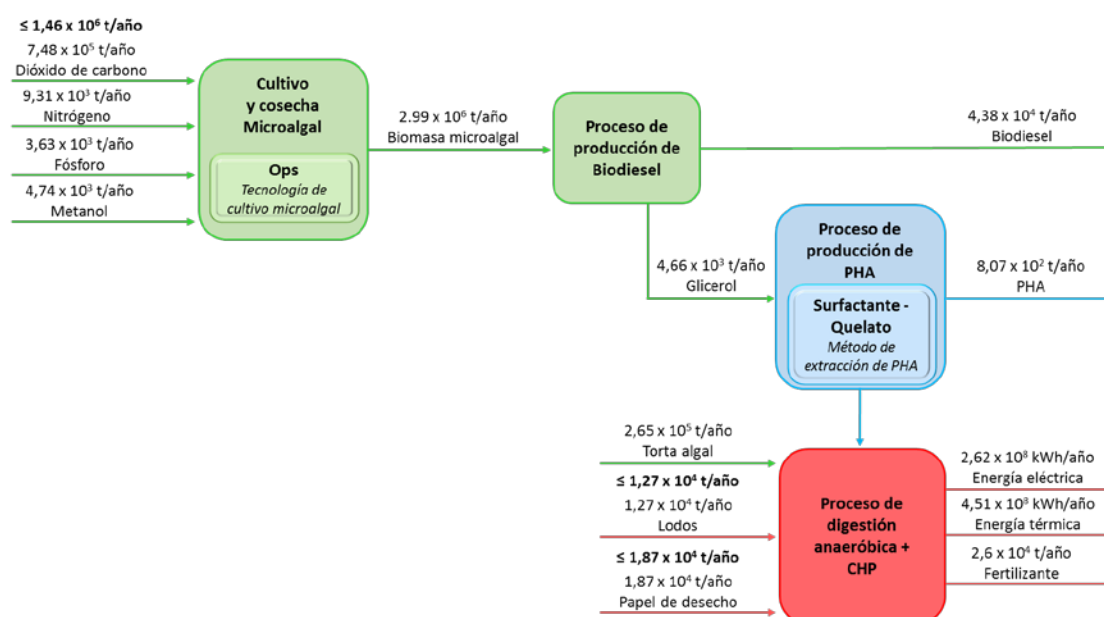 ≤ 1,46 x 10⁶ t/año
7,48 x 10⁵ t/año
Dióxido de carbono
9,31 x 10³ t/año
Nitrógeno
3,63 x 10³ t/año
Fósforo
4,74 x 10³ t/año
Metanol
Cultivo
y cosecha
Microalgal
Ops
Tecnología de
cultivo microalgal
2.99 x 10⁶ t/año
Biomasa microalgal
Proceso de
producción de
Biodiesel
4,38 x 10⁴ t/año
Biodiesel
4,66 x 10³ t/año
Glicerol
Proceso de
producción de
PHA
Surfactante -
Quelato
Método de
extracción de PHA
8,07 x 10² t/año
PHA
2,65 x 10⁵ t/año
Torta algal
≤ 1,27 x 10⁴ t/año
1,27 x 10⁴ t/año
Lodos
≤ 1,87 x 10⁴ t/año
1,87 x 10⁴ t/año
Papel de desecho
Proceso de
digestión
anaeróbica +
CHP
2,62 x 10⁸ kWh/año
Energía eléctrica
4,51 x 10⁸ kWh/año
Energía térmica
2,6 x 10⁴ t/año
Fertilizante